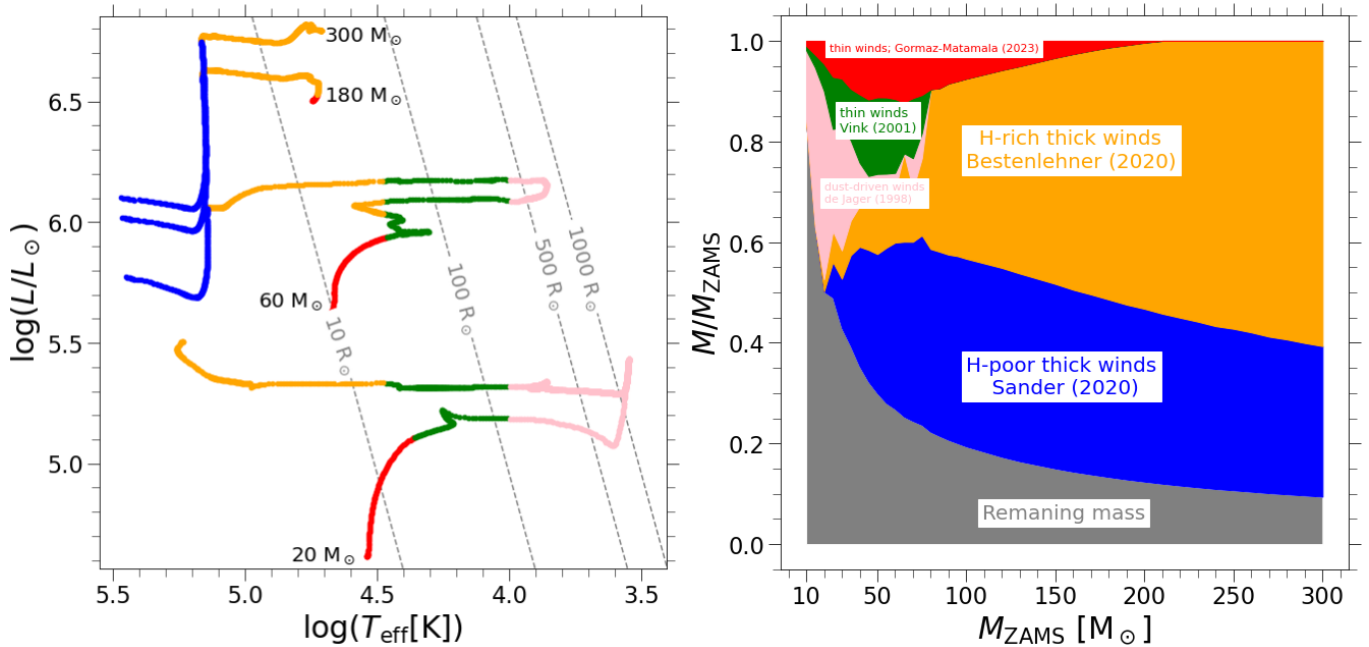 300 M⊙
180 M⊙
60 M⊙
20 M⊙
10 R⊙
100 R⊙
500 R⊙
1000 R⊙
6.5
6.0
5.5
5.0
log(L/L⊙)
5.5 5.0 4.5 4.0 3.5
log(Teff[K])
thin winds; Gormaz-Matamala (2023)
thin winds
Vink (2001)
H-rich thick winds
Bestenlehner (2020)
dust-driven winds
de Jager (1998)
H-poor thick winds
Sander (2020)
Remaning mass
1.0
0.8
0.6
0.4
0.2
0.0
M/MZAMS
10 50 100 150 200 250 300
MZAMS [M⊙]